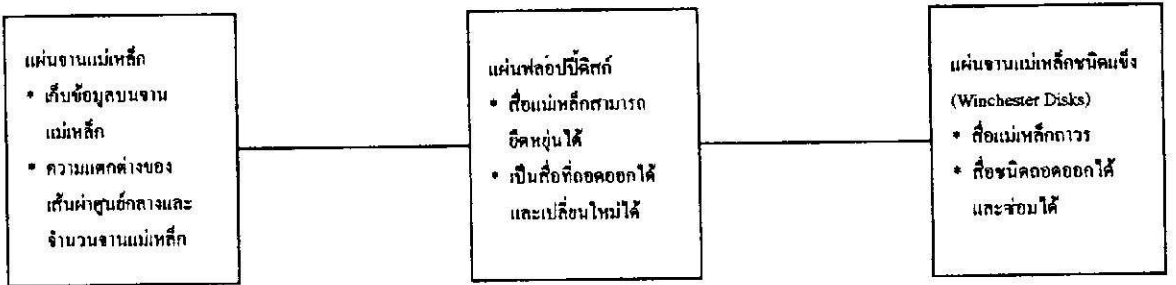 แผ่นจานแม่เหล็ก
* เก็บข้อมูลบนจาน
แม่เหล็ก
* ความแตกต่างของ
เส้นผ่าศูนย์กลางและ
จำนวนจานแม่เหล็ก
แผ่นฟลอปปี้ดิสก์
* สื่อแม่เหล็กสามารถ
ยืดหยุ่นได้
* เป็นสื่อที่ถอดออกได้
และเปลี่ยนใหม่ได้
แผ่นจานแม่เหล็กชนิดแข็ง
(Winchester Disks)
* สื่อแม่เหล็กถาวร
* สื่อชนิดถอดออกได้
และซ่อมได้